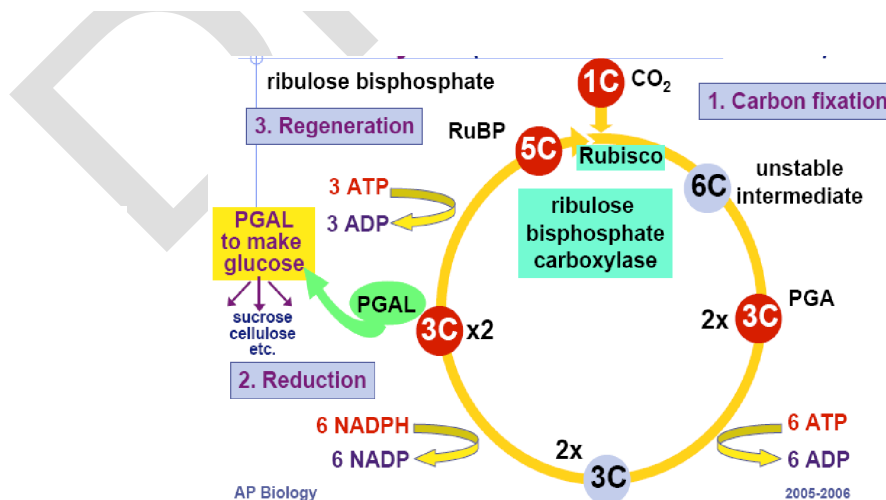 ribulose bisphosphate
1C
CO2
1. Carbon fixation
3. Regeneration
RuBP
5C
Rubisco
6C
unstable
intermediate
3 ATP
3 ADP
ribulose
bisphosphate
carboxylase
PGAL
to make
glucose
sucrose
cellulose
etc.
PGAL
3C x2
2x 3C
PGA
2. Reduction
6 NADPH
6 NADP
2x
3C
6 ATP
6 ADP
AP Biology
2005-2006